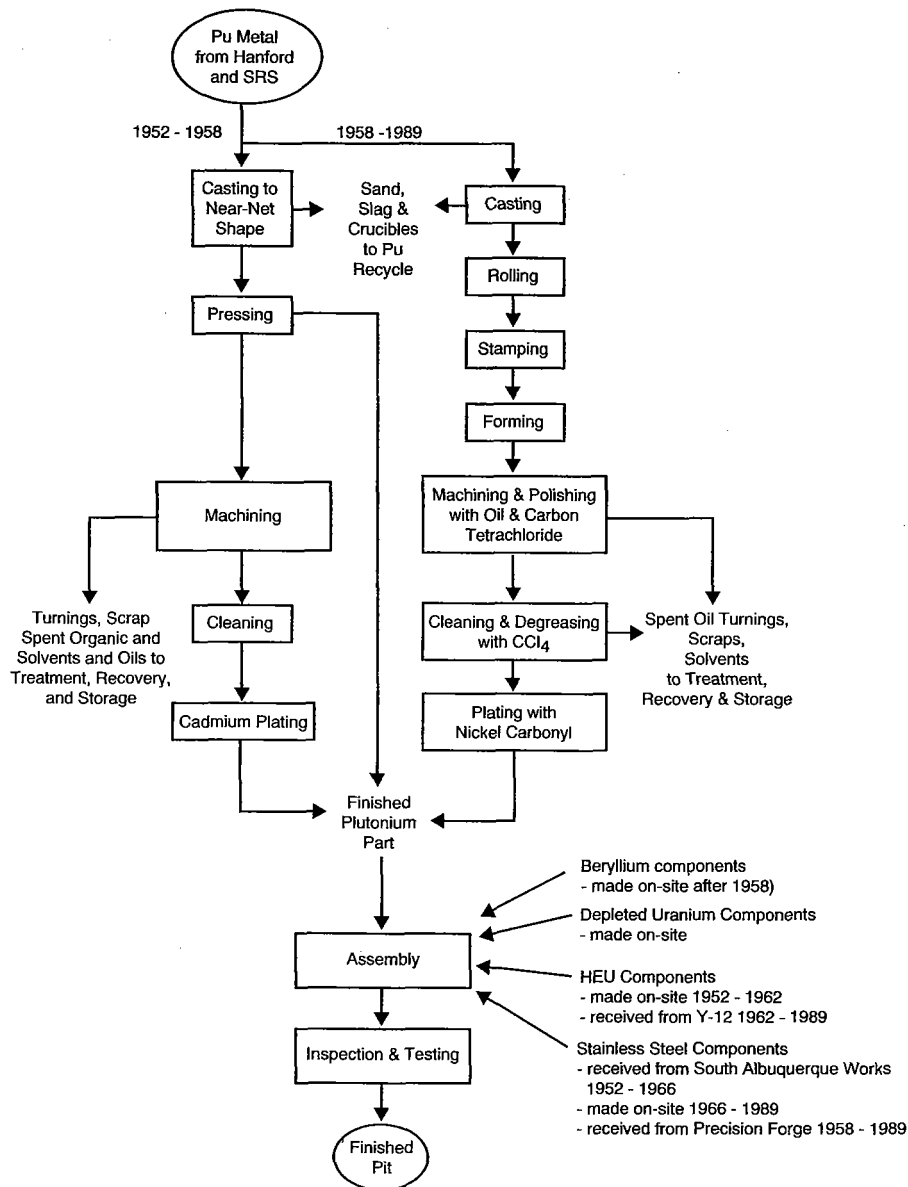 Pu Metal
from Hanford
and SRS
1952 - 1958
1958 -1989
Casting to
Near-Net
Shape
Sand,
Slag &
Crucibles
to Pu
Recycle
Casting
Rolling
Pressing
Stamping
Forming
Machining
Machining & Polishing
with Oil & Carbon
Tetrachloride
Turnings, Scrap
Spent Organic and
Solvents and Oils to
Treatment, Recovery,
and Storage
Cleaning
Cleaning & Degreasing
with CCl4
Spent Oil Turnings,
Scraps,
Solvents
to Treatment,
Recovery & Storage
Cadmium Plating
Plating with
Nickel Carbonyl
Finished
Plutonium
Part
Beryllium components
- made on-site after 1958)
Depleted Uranium Components
- made on-site
Assembly
HEU Components
- made on-site 1952 - 1962
- received from Y-12 1962 - 1989
Inspection & Testing
Stainless Steel Components
- received from South Albuquerque Works
1952 - 1966
- made on-site 1966 - 1989
- received from Precision Forge 1958 - 1989
Finished
Pit